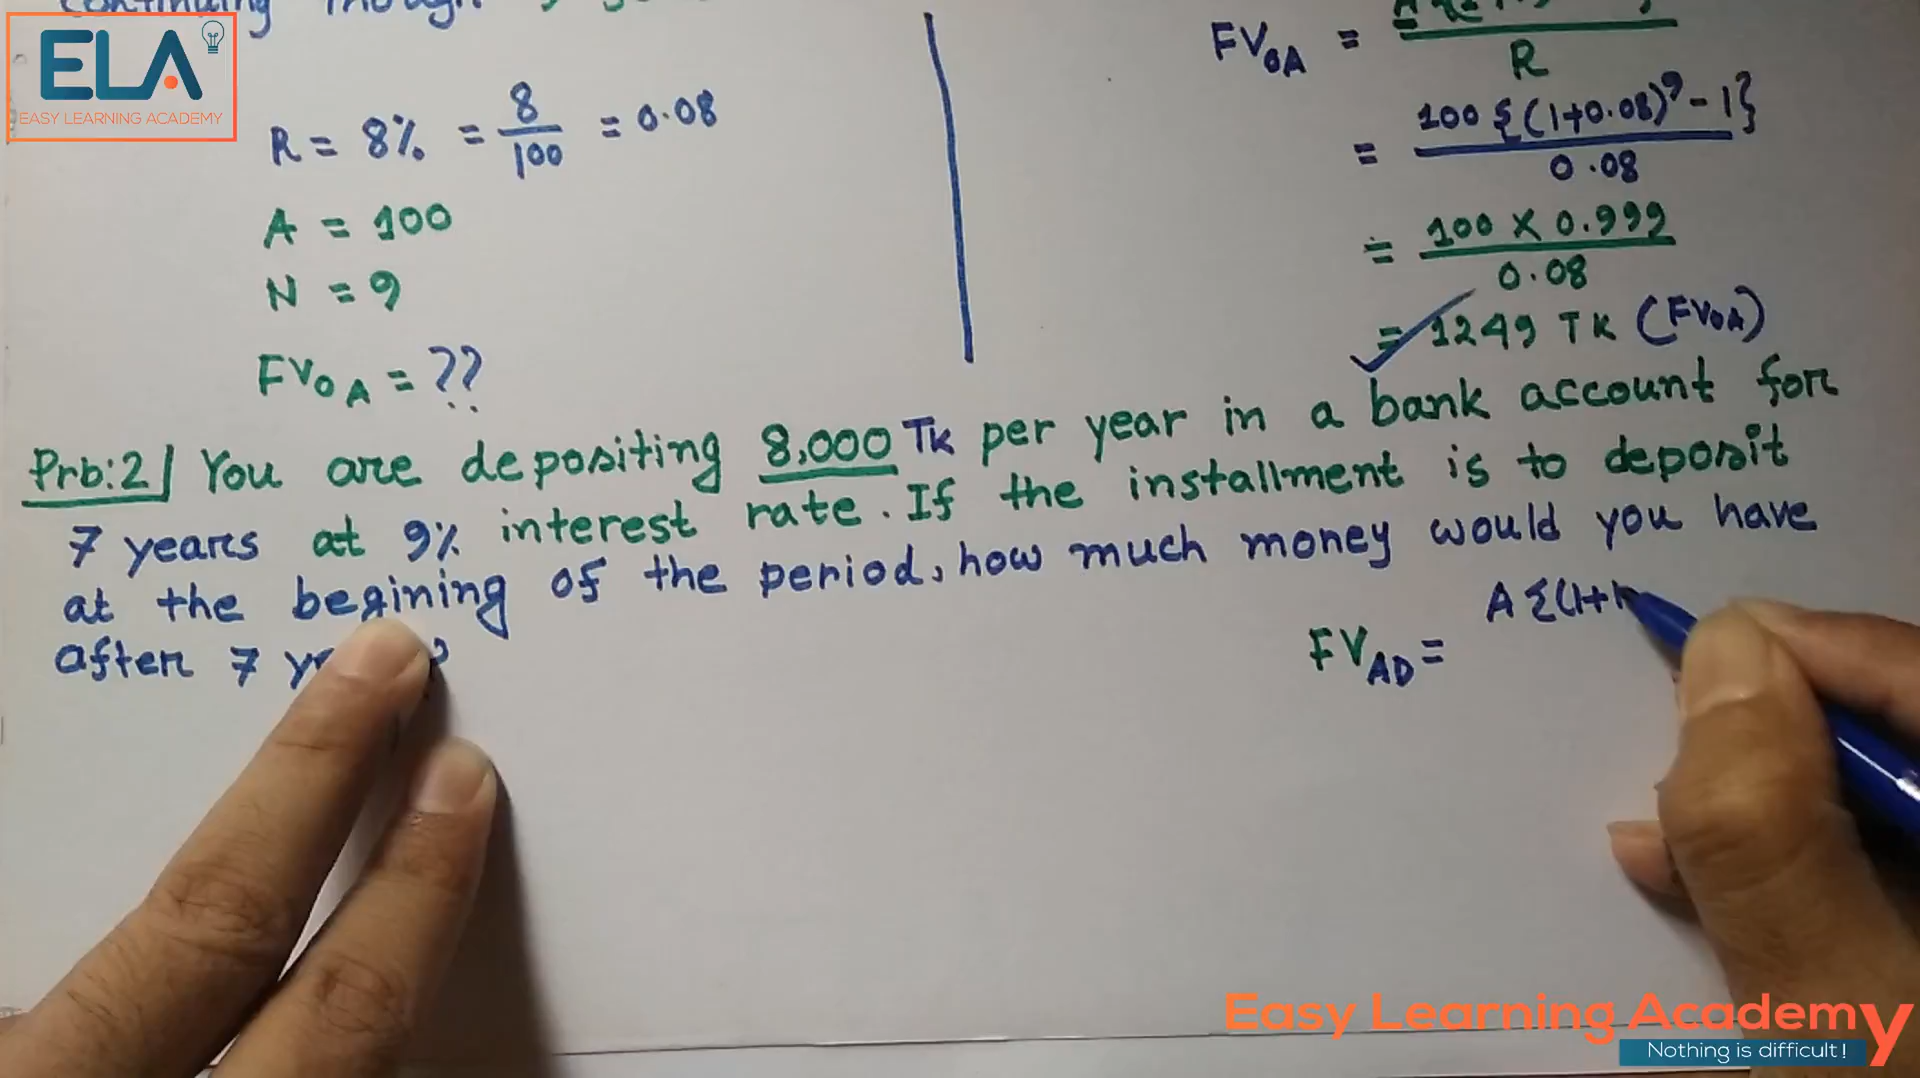 continuing
ELA
EASY LEARNING ACADEMY
R = 8% = 8/100 = 0.08
A = 100
N = 9
FVOA = ??
FVOA = R
= 100 {(1+0.08)^9 - 1} / 0.08
= 100 X 0.999 / 0.08
= 1249 TK (FVOA)
Prb:2 You are depositing 8,000 Tk per year in a bank account for
7 years at 9% interest rate. If the installment is to deposit
at the begining of the period, how much money would you have
after 7
FVAD = A {(1+
Easy Learning Academy
Nothing is difficult!